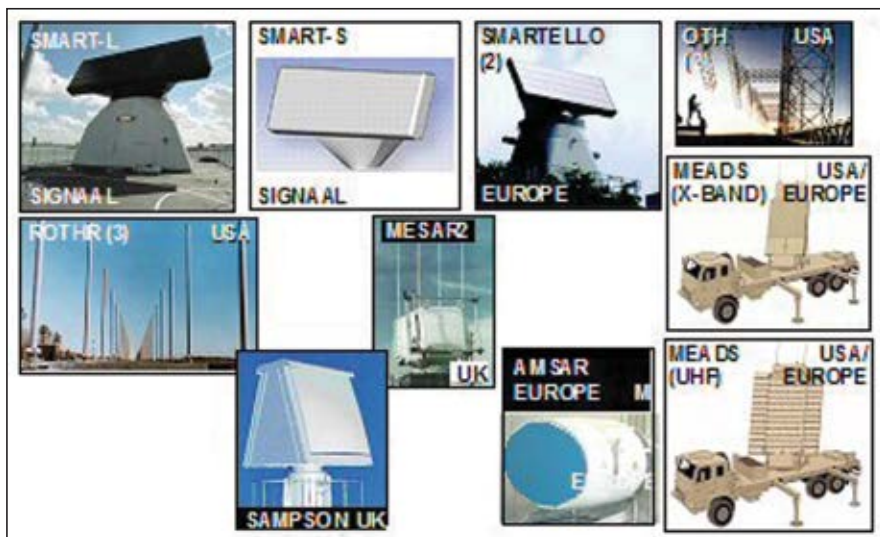 SMART-L
SIGNAAL
SMART-S
SIGNAAL
SMARTELLO
(2)
EUROPE
OTH USA
MEADS USA/
(X-BAND) EUROPE
ROTHR (3) USA
MESAR2
UK
SAMPSON UK
AMSAR
EUROPE M
EUROPE
MEADS USA/
(UHF) EUROPE